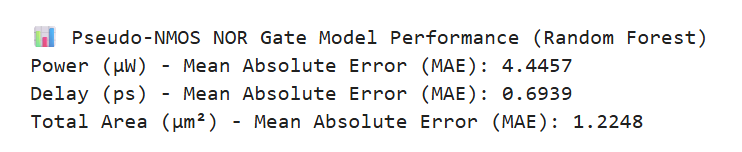 📊 Pseudo-NMOS NOR Gate Model Performance (Random Forest)
Power (µW) - Mean Absolute Error (MAE): 4.4457
Delay (ps) - Mean Absolute Error (MAE): 0.6939
Total Area (µm²) - Mean Absolute Error (MAE): 1.2248